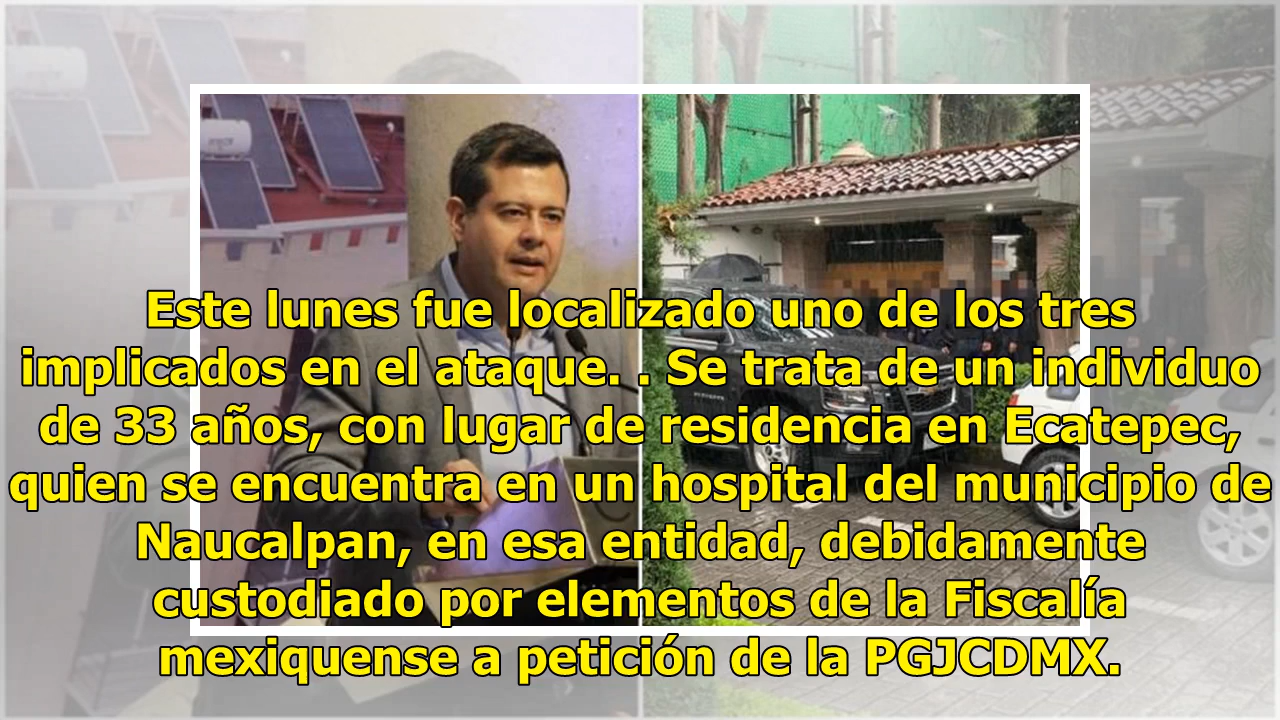 Este lunes fue localizado uno de los tres
implicados en el ataque. . Se trata de un individuo
de 33 años, con lugar de residencia en Ecatepec,
quien se encuentra en un hospital del municipio de
Naucalpan, en esa entidad, debidamente
custodiado por elementos de la Fiscalía
mexiquense a petición de la PGJCDMX.